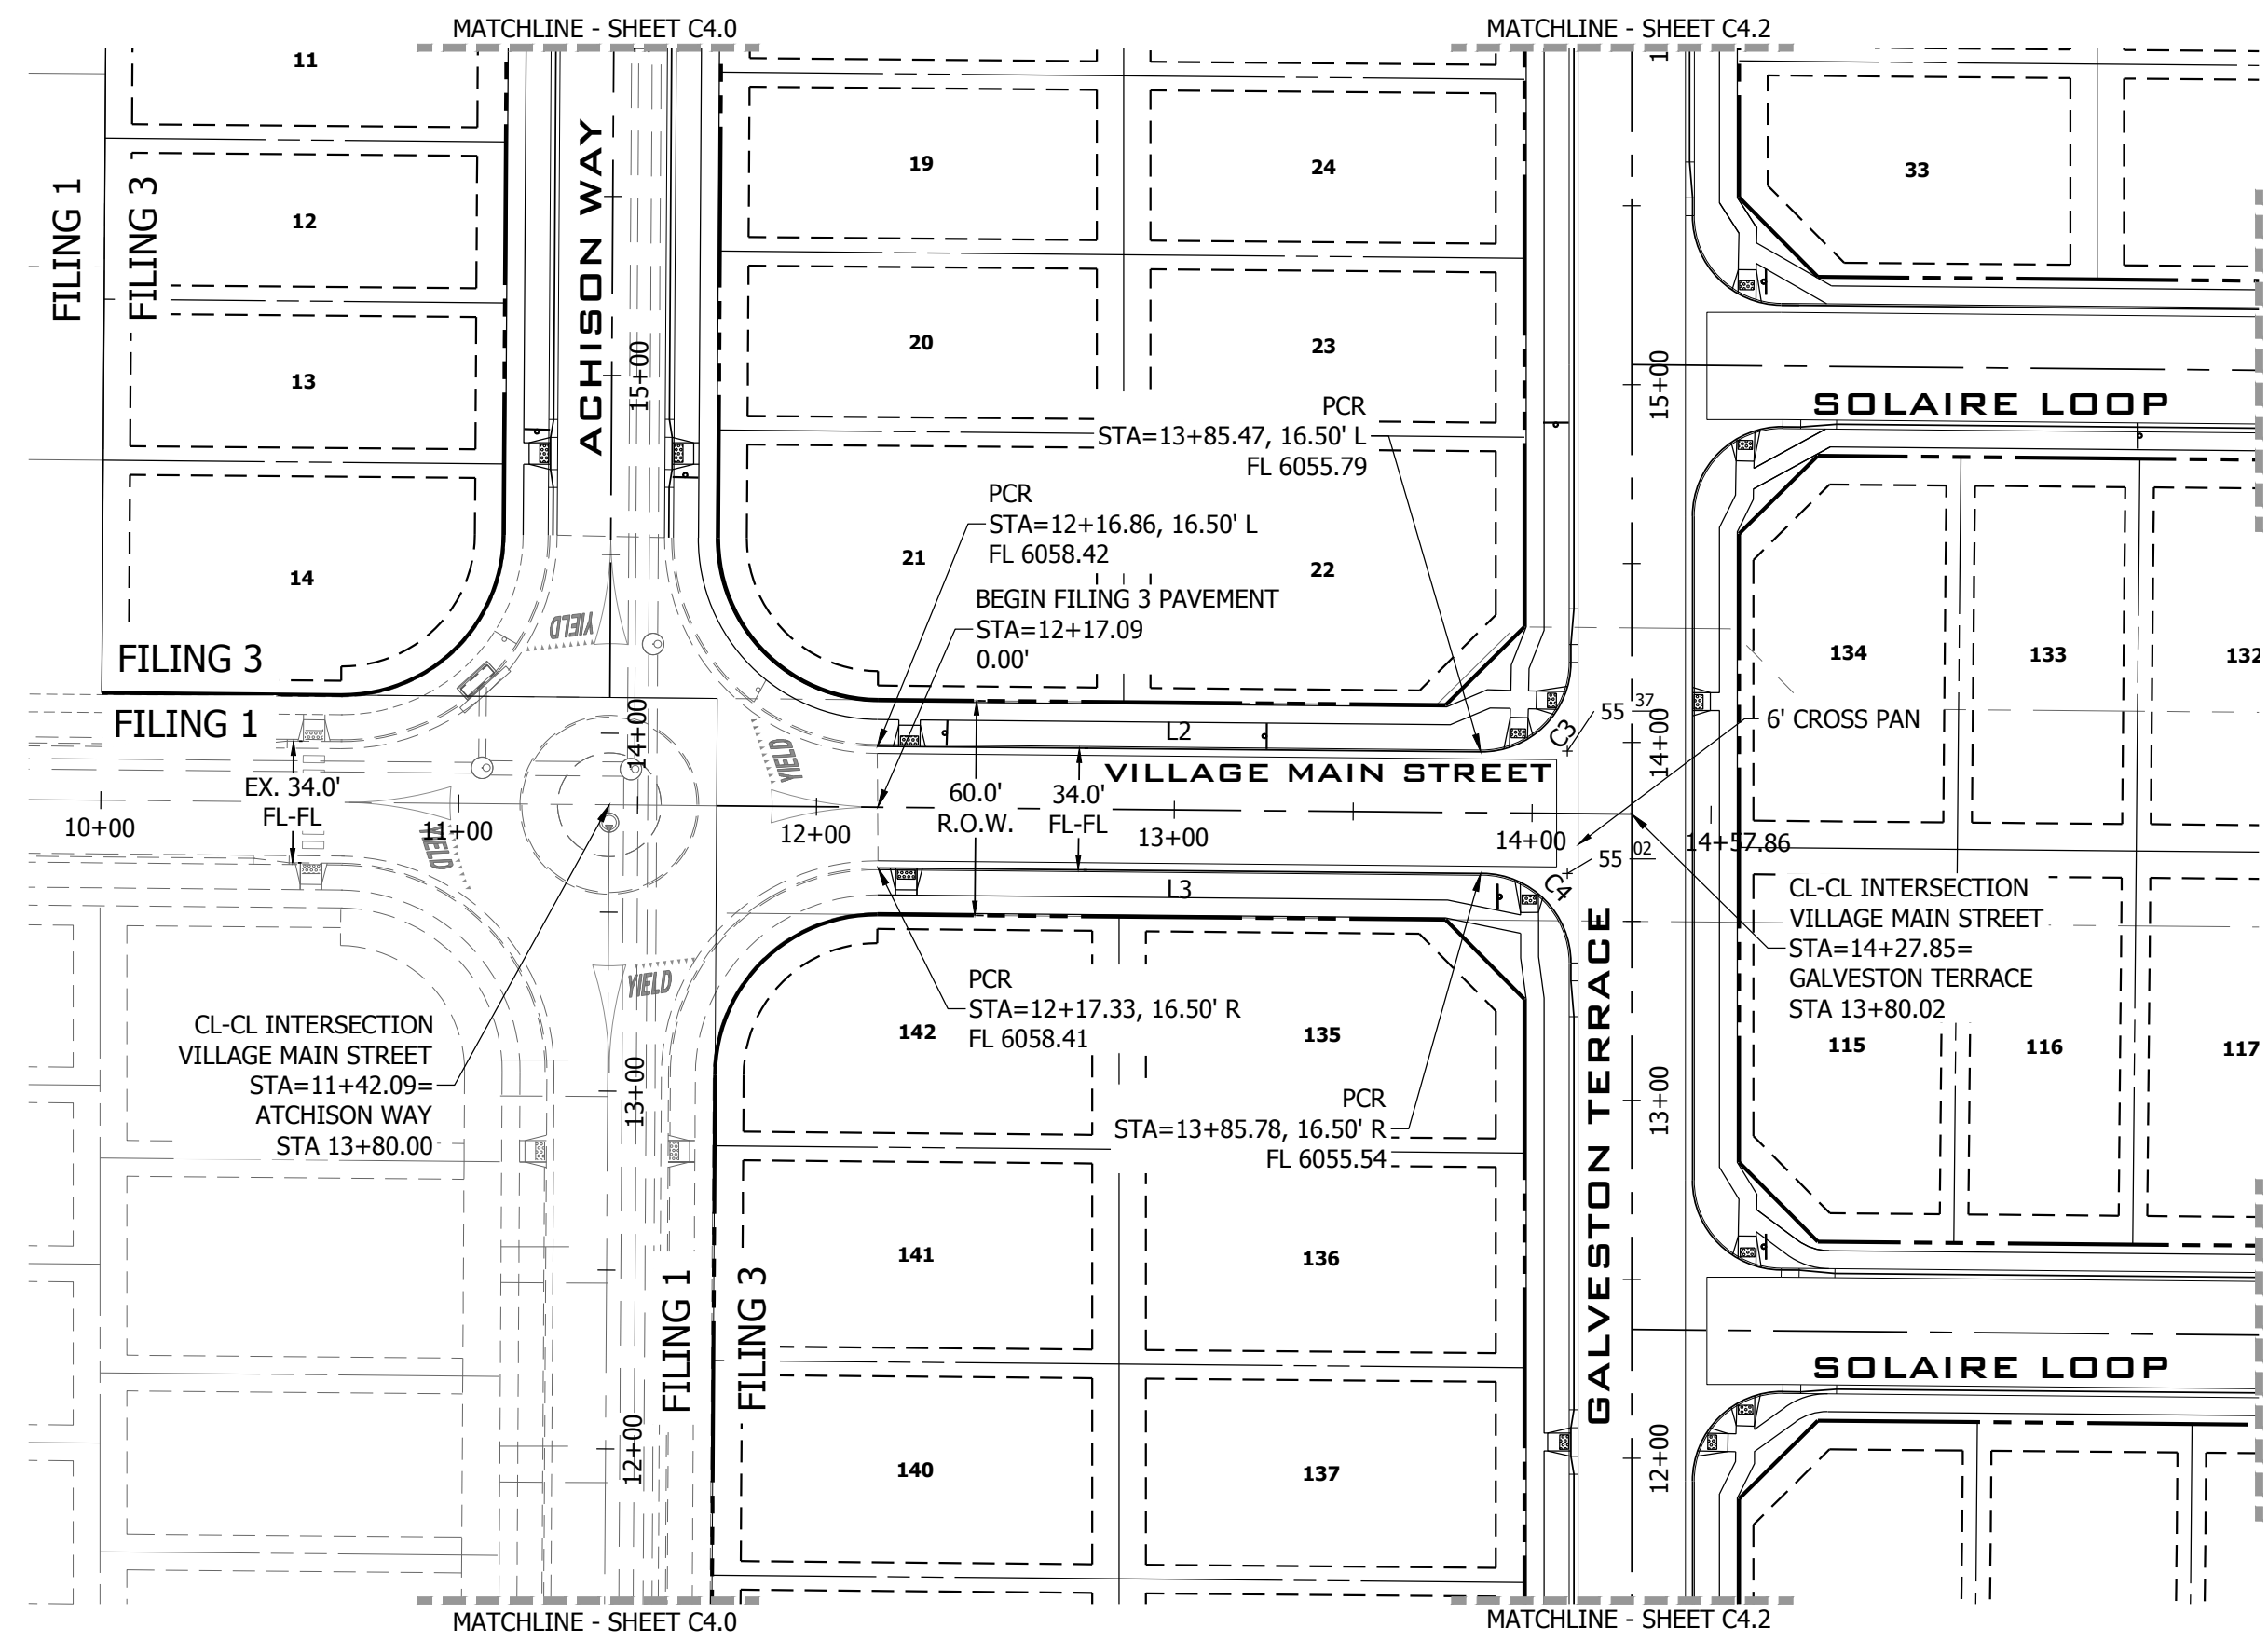 MATCHLINE - SHEET C4.0
MATCHLINE - SHEET C4.2
11
12
13
14
FILING 1
FILING 3
FILING 3
FILING 1
ACHISON WAY
15+00
14+00
13+00
12+00
19
24
20
23
21
22
33
PCR
STA=13+85.47, 16.50' L
FL 6055.79
PCR
STA=12+16.86, 16.50' L
FL 6058.42
BEGIN FILING 3 PAVEMENT
STA=12+17.09
0.00'
YIELD
YIELD
YIELD
YIELD
SOLAIRE LOOP
15+00
14+00
13+00
12+00
134
133
132
55 37
C3
6' CROSS PAN
L2
VILLAGE MAIN STREET
EX. 34.0'
FL-FL
60.0'
R.O.W.
34.0'
FL-FL
10+00
11+00
12+00
13+00
14+00
14+57.86
55 02
C4
L3
CL-CL INTERSECTION
VILLAGE MAIN STREET
STA=14+27.85=
GALVESTON TERRACE
STA 13+80.02
115
116
117
GALVESTON TERRACE
CL-CL INTERSECTION
VILLAGE MAIN STREET
STA=11+42.09=
ATCHISON WAY
STA 13+80.00
PCR
STA=12+17.33, 16.50' R
FL 6058.41
142
135
PCR
STA=13+85.78, 16.50' R
FL 6055.54
141
136
FILING 1
FILING 3
SOLAIRE LOOP
140
137
MATCHLINE - SHEET C4.0
MATCHLINE - SHEET C4.2